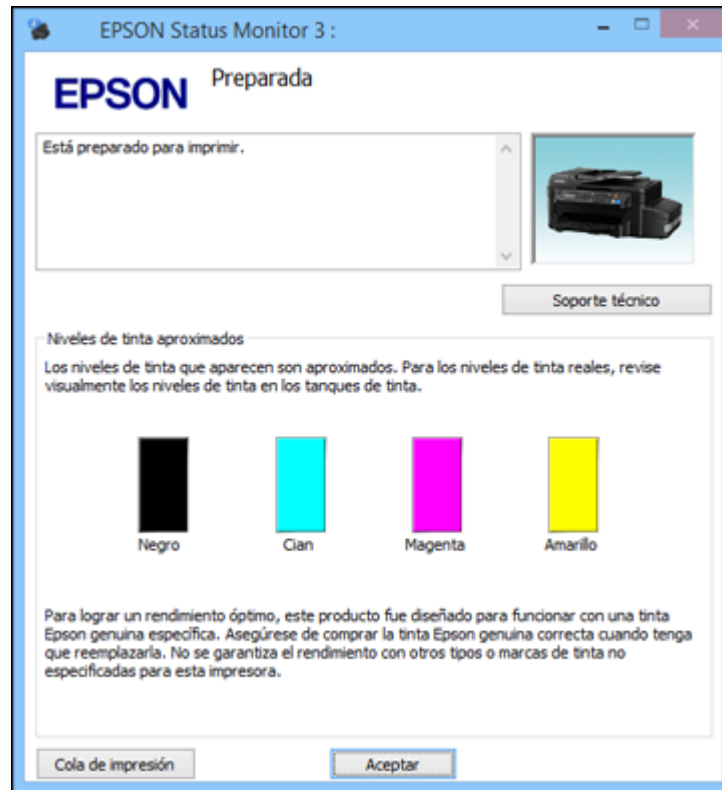 EPSON Status Monitor 3 :
EPSON
Preparada
Está preparado para imprimir.
Soporte técnico
Niveles de tinta aproximados
Los niveles de tinta que aparecen son aproximados. Para los niveles de tinta reales, revise
visualmente los niveles de tinta en los tanques de tinta.
Negro
Cian
Magenta
Amarillo
Para lograr un rendimiento óptimo, este producto fue diseñado para funcionar con una tinta
Epson genuina específica. Asegúrese de comprar la tinta Epson genuina correcta cuando tenga
que reemplazarla. No se garantiza el rendimiento con otros tipos o marcas de tinta no
especificadas para esta impresora.
Cola de impresión
Aceptar